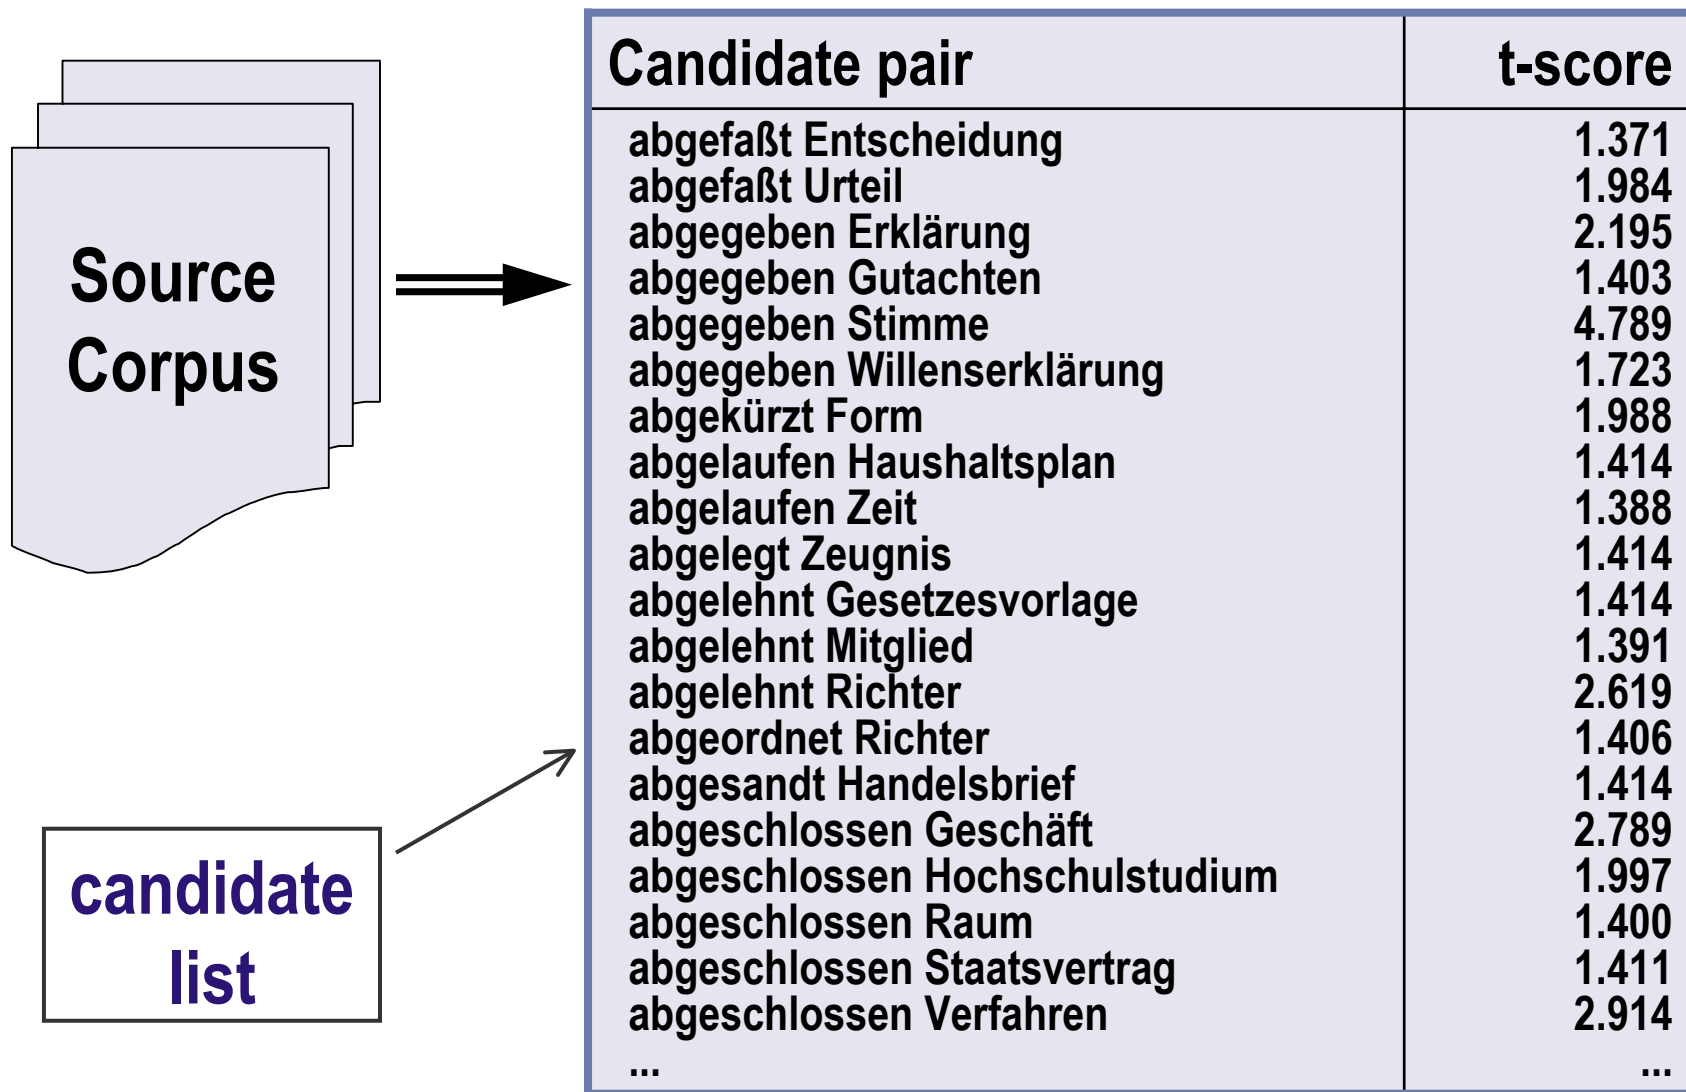 Source
Corpus
candidate
list
Candidate pair t-score
abgefaßt Entscheidung 1.371
abgefaßt Urteil 1.984
abgegeben Erklärung 2.195
abgegeben Gutachten 1.403
abgegeben Stimme 4.789
abgegeben Willenserklärung 1.723
abgekürzt Form 1.988
abgelaufen Haushaltsplan 1.414
abgelaufen Zeit 1.388
abgelegt Zeugnis 1.414
abgelehnt Gesetzesvorlage 1.414
abgelehnt Mitglied 1.391
abgelehnt Richter 2.619
abgeordnet Richter 1.406
abgesandt Handelsbrief 1.414
abgeschlossen Geschäft 2.789
abgeschlossen Hochschulstudium 1.997
abgeschlossen Raum 1.400
abgeschlossen Staatsvertrag 1.411
abgeschlossen Verfahren 2.914
... ...